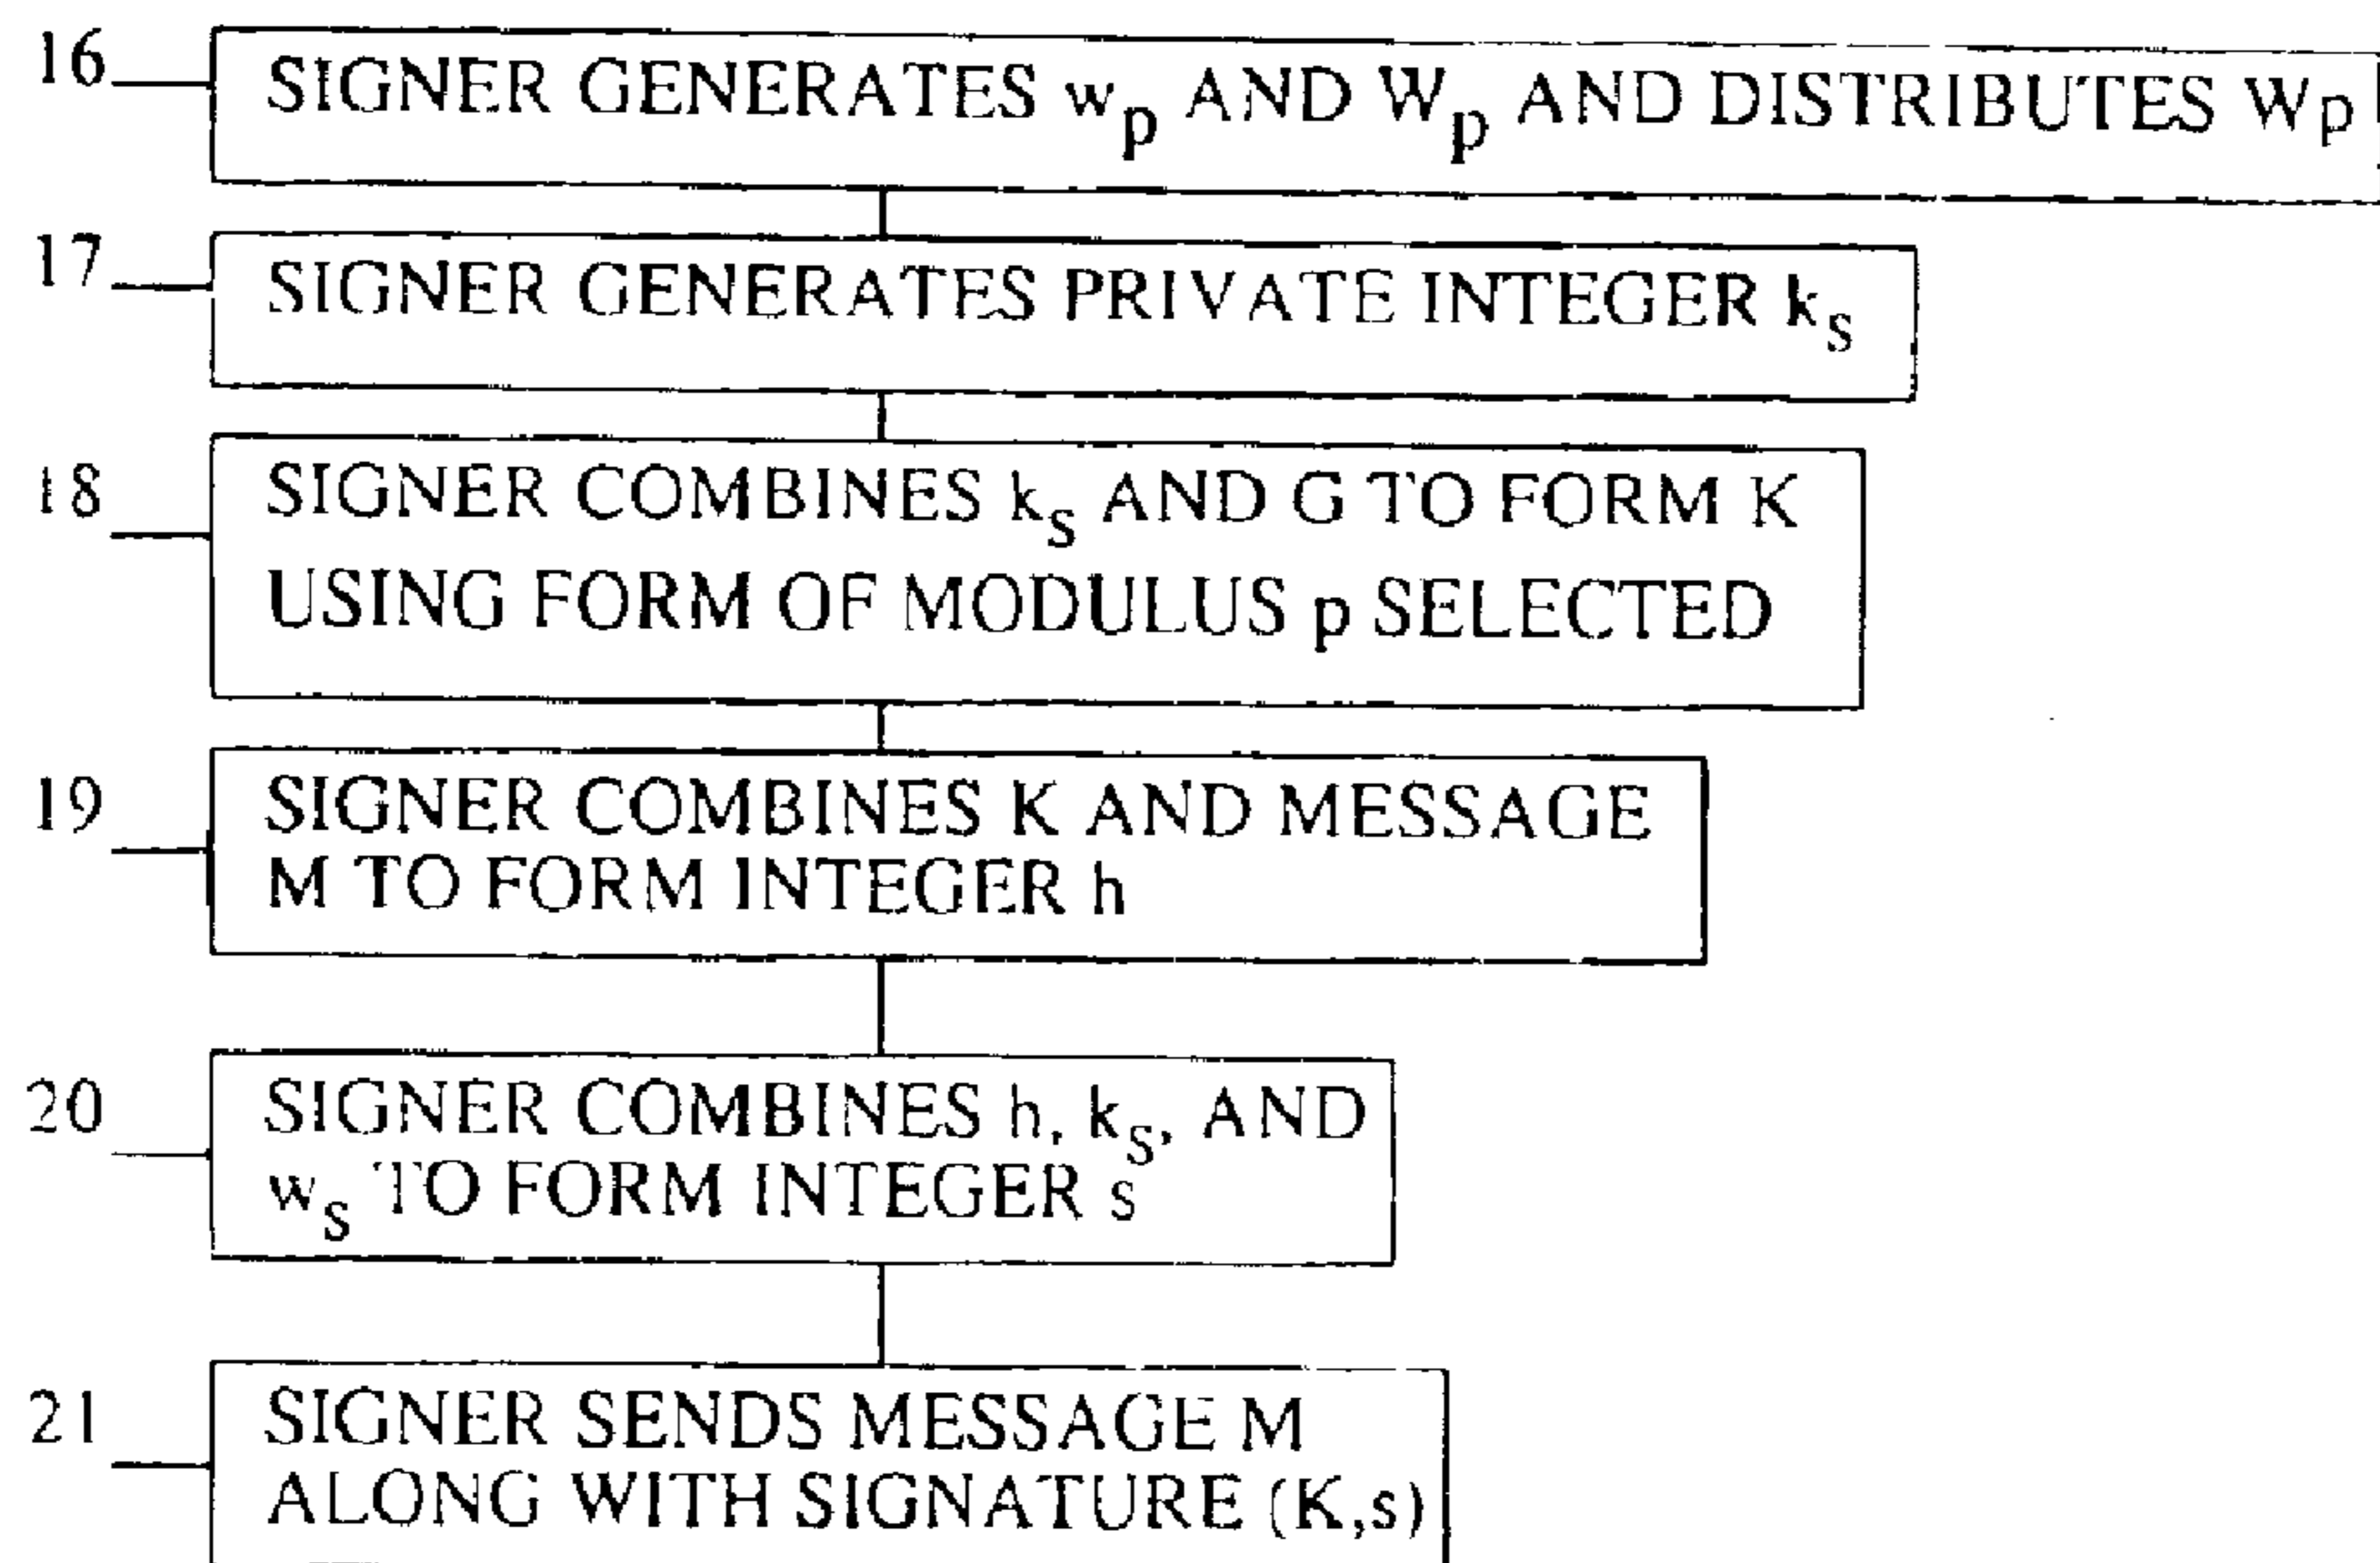 16 SIGNER GENERATES wp AND Wp AND DISTRIBUTES Wp
17 SIGNER GENERATES PRIVATE INTEGER ks
18 SIGNER COMBINES ks AND G TO FORM K
USING FORM OF MODULUS p SELECTED
19 SIGNER COMBINES K AND MESSAGE
M TO FORM INTEGER h
20 SIGNER COMBINES h, ks, AND
ws TO FORM INTEGER s
21 SIGNER SENDS MESSAGE M
ALONG WITH SIGNATURE (K,s)